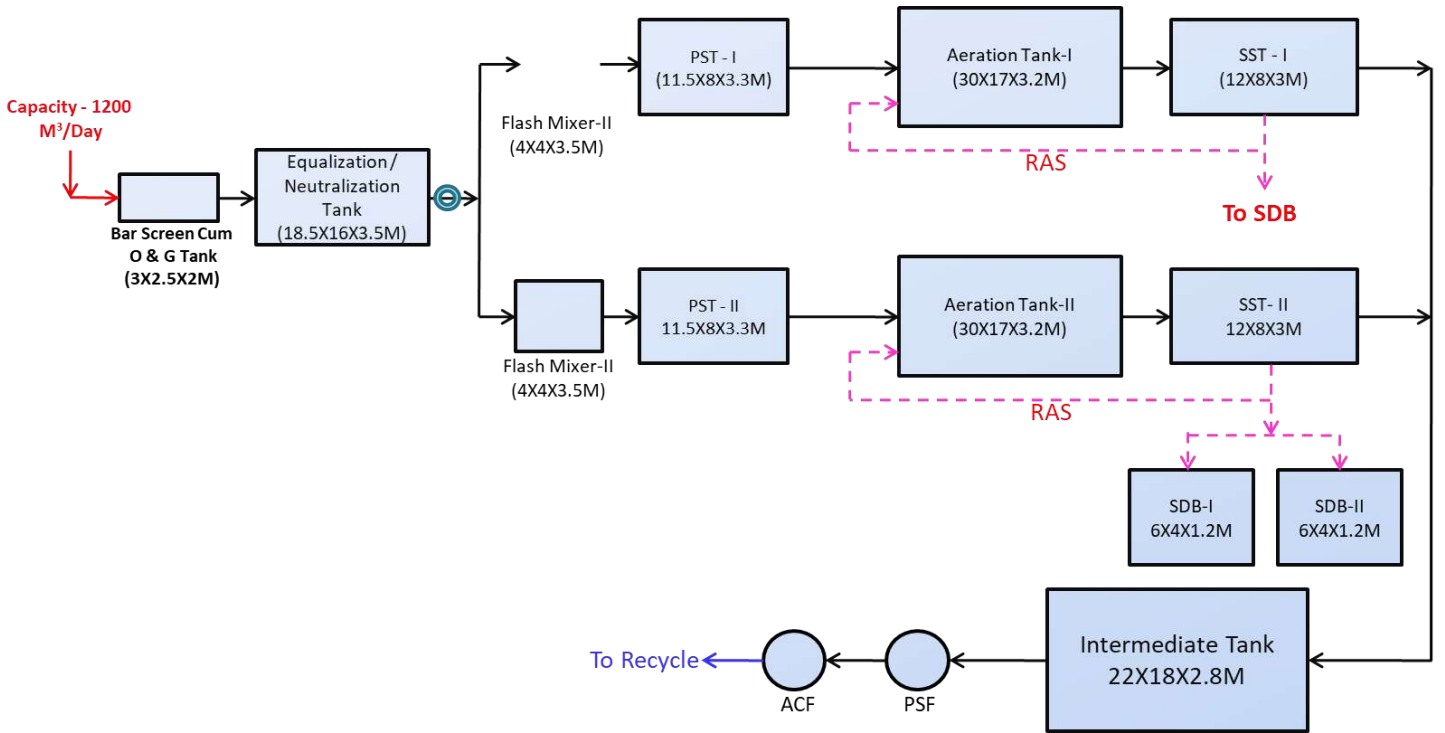 Capacity - 1200
M³/Day
Bar Screen Cum
O & G Tank
(3X2.5X2M)
Equalization /
Neutralization
Tank
(18.5X16X3.5M)
Flash Mixer-II
(4X4X3.5M)
PST - I
(11.5X8X3.3M)
Aeration Tank-I
(30X17X3.2M)
SST - I
(12X8X3M)
RAS
To SDB
Flash Mixer-II
(4X4X3.5M)
PST - II
11.5X8X3.3M
Aeration Tank-II
(30X17X3.2M)
SST- II
12X8X3M
RAS
SDB-I
6X4X1.2M
SDB-II
6X4X1.2M
Intermediate Tank
22X18X2.8M
PSF
ACF
To Recycle